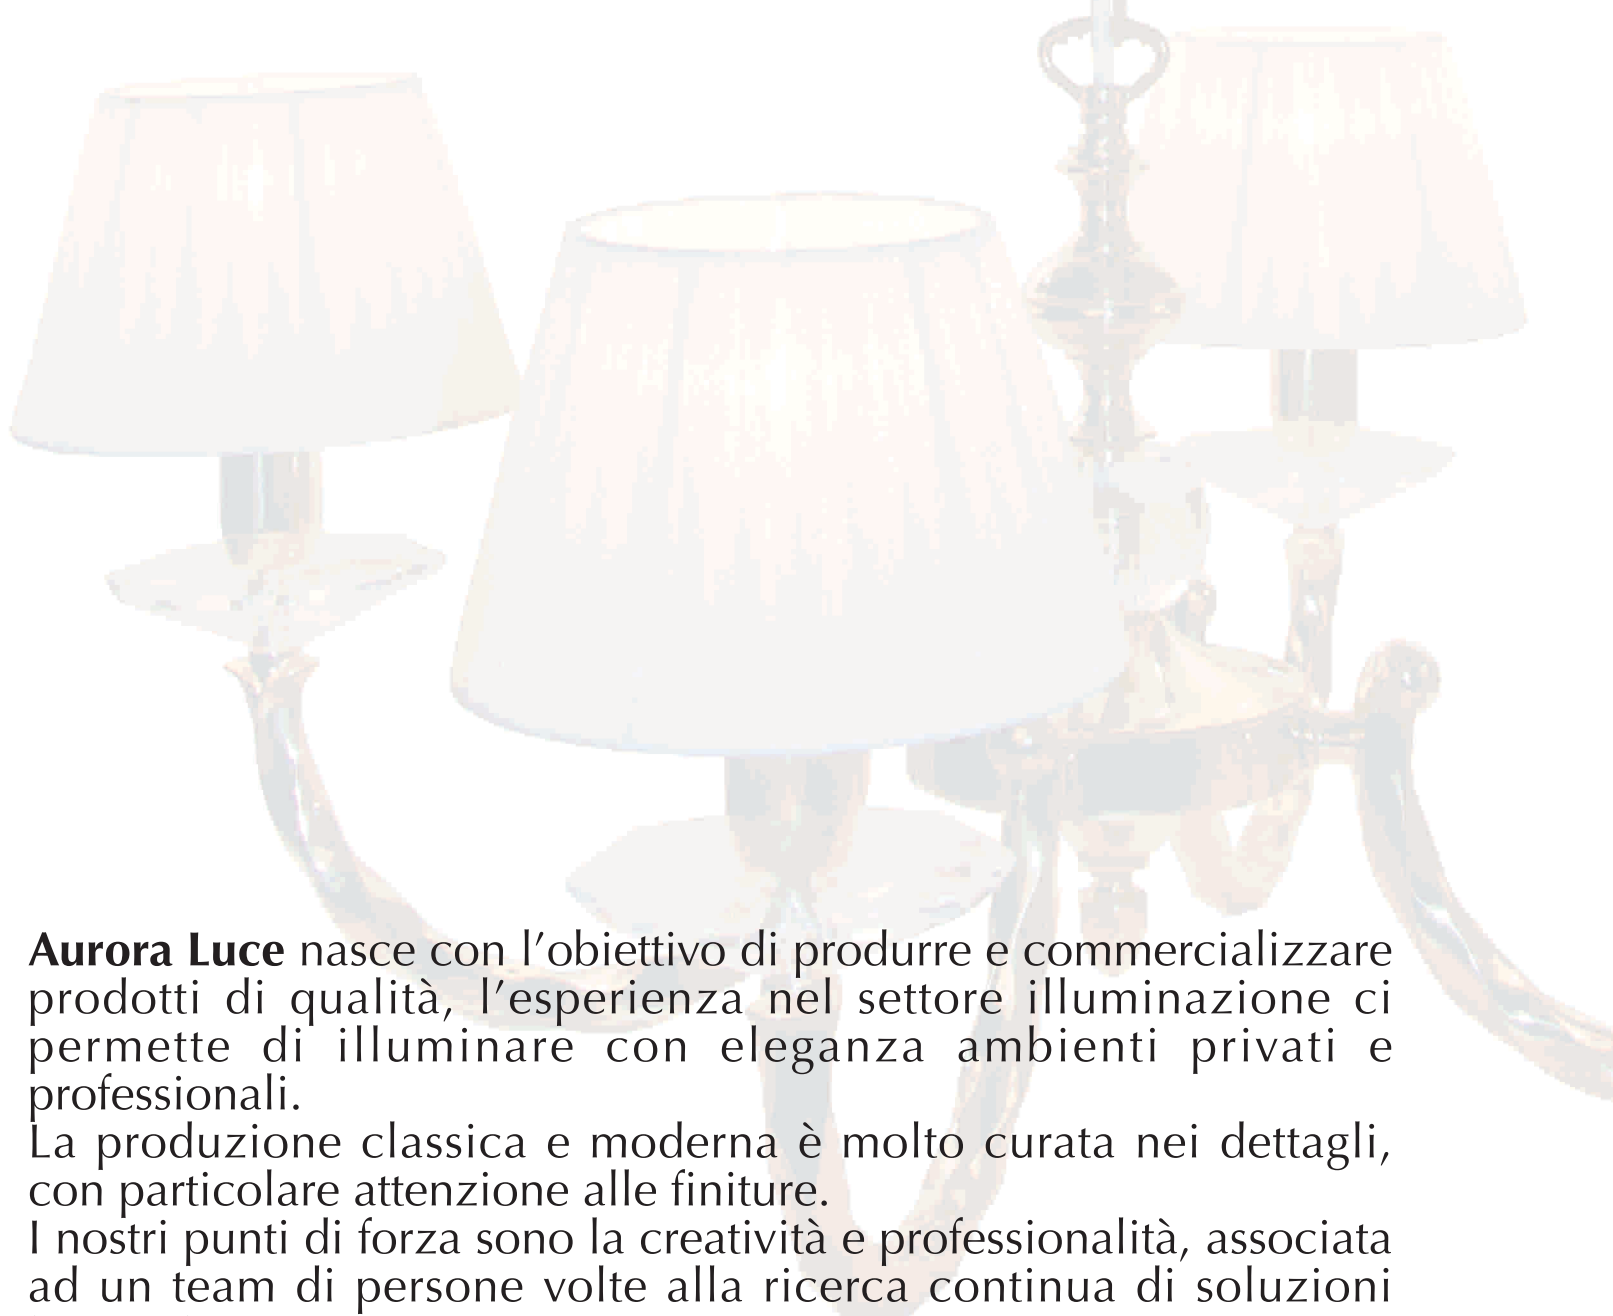 Aurora Luce nasce con l’obiettivo di produrre e commercializzare
prodotti di qualità, l’esperienza nel settore illuminazione ci
permette di illuminare con eleganza ambienti privati e
professionali.
La produzione classica e moderna è molto curata nei dettagli,
con particolare attenzione alle finiture.
I nostri punti di forza sono la creatività e professionalità, associata
ad un team di persone volte alla ricerca continua di soluzioni